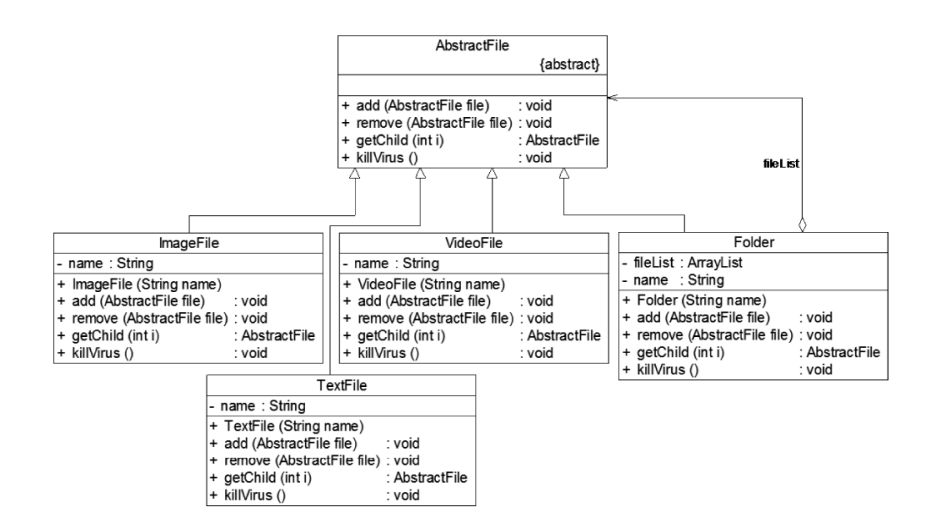 AbstractFile
{abstract}
+ add (AbstractFile file) : void
+ remove (AbstractFile file) : void
+ getChild (int i) : AbstractFile
+ killVirus () : void
fileList
ImageFile
- name : String
+ ImageFile (String name)
+ add (AbstractFile file) : void
+ remove (AbstractFile file) : void
+ getChild (int i) : AbstractFile
+ killVirus () : void
VideoFile
- name : String
+ VideoFile (String name)
+ add (AbstractFile file) : void
+ remove (AbstractFile file) : void
+ getChild (int i) : AbstractFile
+ killVirus () : void
Folder
- fileList : ArrayList
- name : String
+ Folder (String name)
+ add (AbstractFile file) : void
+ remove (AbstractFile file) : void
+ getChild (int i) : AbstractFile
+ killVirus () : void
TextFile
- name : String
+ TextFile (String name)
+ add (AbstractFile file) : void
+ remove (AbstractFile file) : void
+ getChild (int i) : AbstractFile
+ killVirus () : void